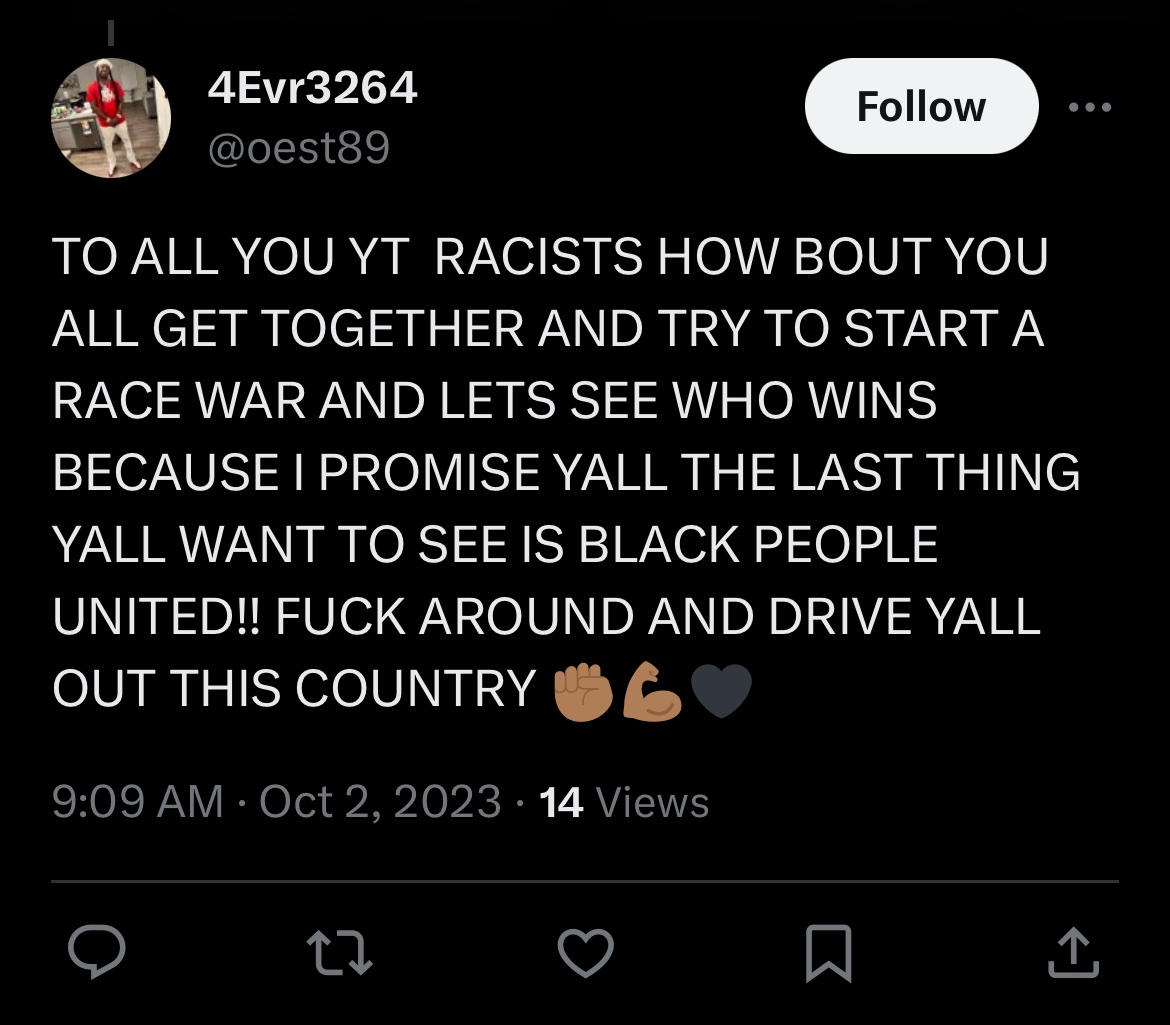 4Evr3264
@oest89
Follow
TO ALL YOU YT  RACISTS HOW BOUT YOU
ALL GET TOGETHER AND TRY TO START A
RACE WAR AND LETS SEE WHO WINS
BECAUSE I PROMISE YALL THE LAST THING
YALL WANT TO SEE IS BLACK PEOPLE
UNITED!! FUCK AROUND AND DRIVE YALL
OUT THIS COUNTRY ✊🏽💪🏽🖤
9:09 AM · Oct 2, 2023 · 14 Views